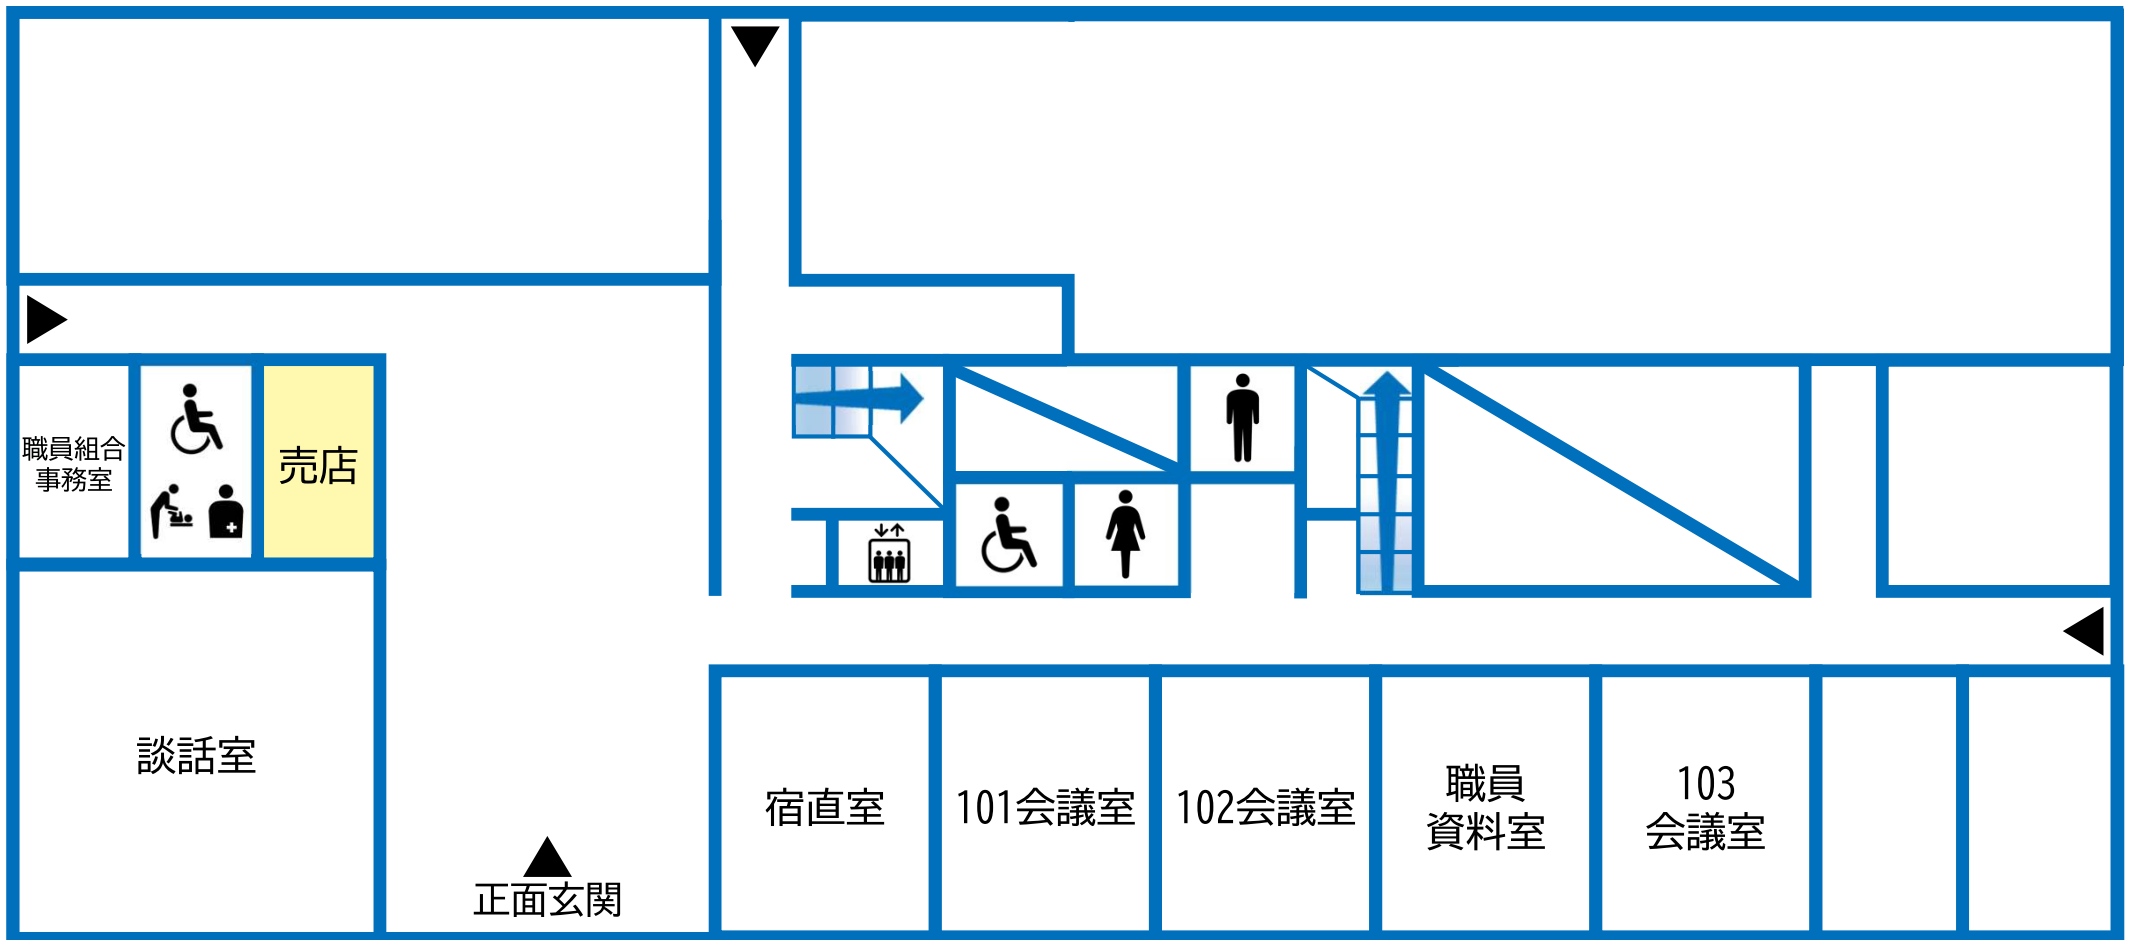 職員組合
事務室
売店
談話室
宿直室
101会議室
102会議室
職員
資料室
103
会議室
正面玄関